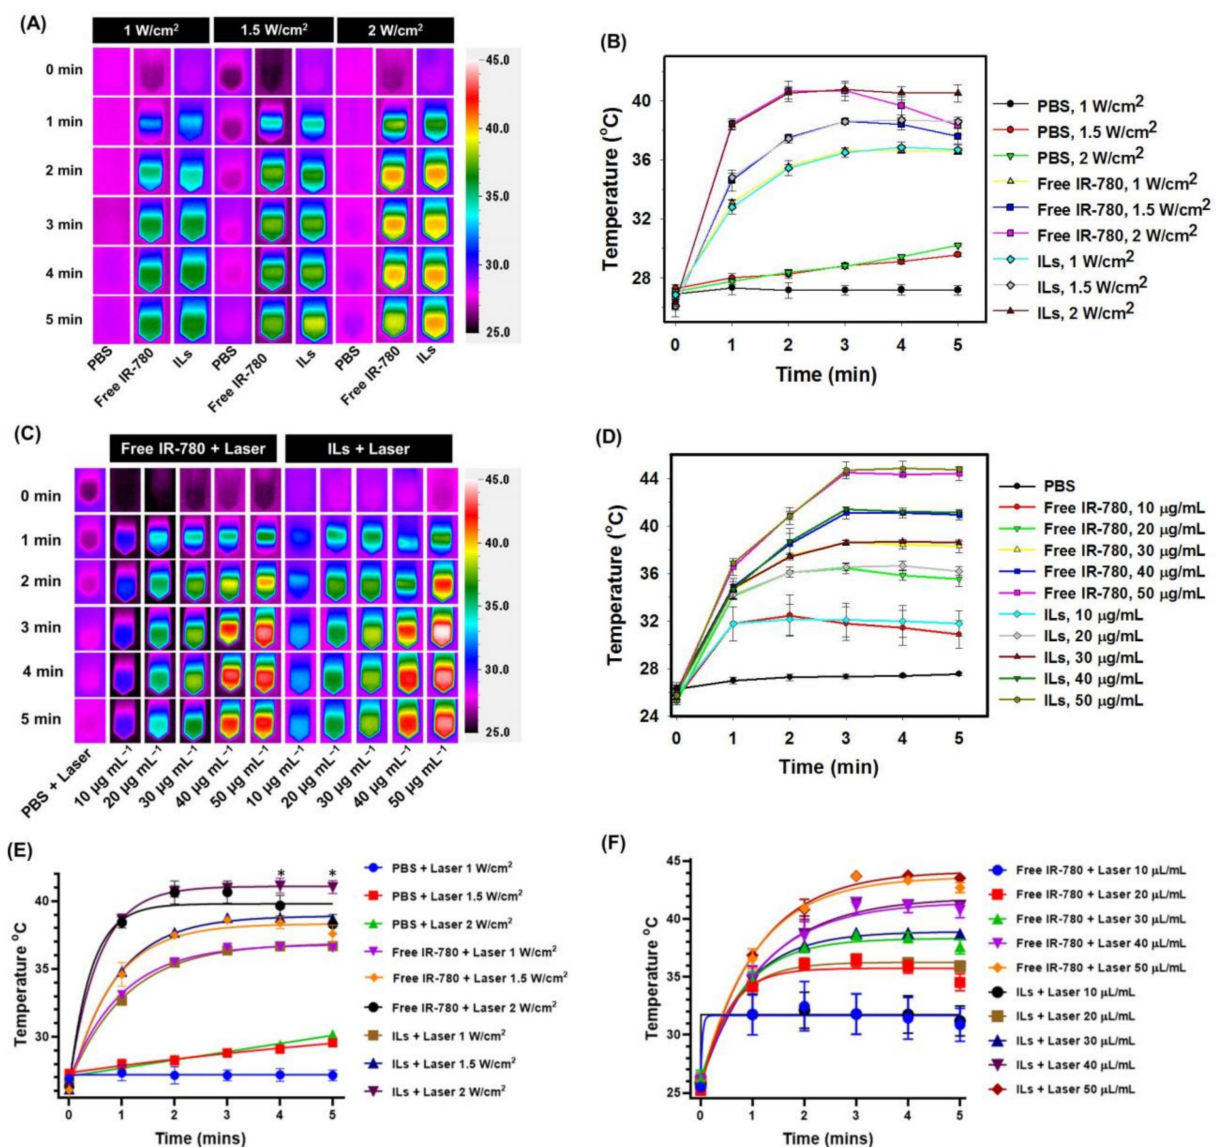 (A)
1 W/cm²
1.5 W/cm²
2 W/cm²
0 min
1 min
2 min
3 min
4 min
5 min
PBS
Free IR-780
ILs
PBS
Free IR-780
ILs
PBS
Free IR-780
ILs
45.0
40.0
35.0
30.0
25.0
(B)
Temperature (°C)
40
36
32
28
0 1 2 3 4 5
Time (min)
PBS, 1 W/cm²
PBS, 1.5 W/cm²
PBS, 2 W/cm²
Free IR-780, 1 W/cm²
Free IR-780, 1.5 W/cm²
Free IR-780, 2 W/cm²
ILs, 1 W/cm²
ILs, 1.5 W/cm²
ILs, 2 W/cm²
(C)
Free IR-780 + Laser
ILs + Laser
0 min
1 min
2 min
3 min
4 min
5 min
PBS + Laser
10 µg mL⁻¹
20 µg mL⁻¹
30 µg mL⁻¹
40 µg mL⁻¹
50 µg mL⁻¹
10 µg mL⁻¹
20 µg mL⁻¹
30 µg mL⁻¹
40 µg mL⁻¹
50 µg mL⁻¹
45.0
40.0
35.0
30.0
25.0
(D)
Temperature (°C)
44
40
36
32
28
24
0 1 2 3 4 5
Time (min)
PBS
Free IR-780, 10 µg/mL
Free IR-780, 20 µg/mL
Free IR-780, 30 µg/mL
Free IR-780, 40 µg/mL
Free IR-780, 50 µg/mL
ILs, 10 µg/mL
ILs, 20 µg/mL
ILs, 30 µg/mL
ILs, 40 µg/mL
ILs, 50 µg/mL
(E)
Temperature °C
40
35
30
* *
0 1 2 3 4 5
Time (mins)
PBS + Laser 1 W/cm²
PBS + Laser 1.5 W/cm²
PBS + Laser 2 W/cm²
Free IR-780 + Laser 1 W/cm²
Free IR-780 + Laser 1.5 W/cm²
Free IR-780 + Laser 2 W/cm²
ILs + Laser 1 W/cm²
ILs + Laser 1.5 W/cm²
ILs + Laser 2 W/cm²
(F)
Temperature °C
45
40
35
30
25
0 1 2 3 4 5
Time (mins)
Free IR-780 + Laser 10 µL/mL
Free IR-780 + Laser 20 µL/mL
Free IR-780 + Laser 30 µL/mL
Free IR-780 + Laser 40 µL/mL
Free IR-780 + Laser 50 µL/mL
ILs + Laser 10 µL/mL
ILs + Laser 20 µL/mL
ILs + Laser 30 µL/mL
ILs + Laser 40 µL/mL
ILs + Laser 50 µL/mL